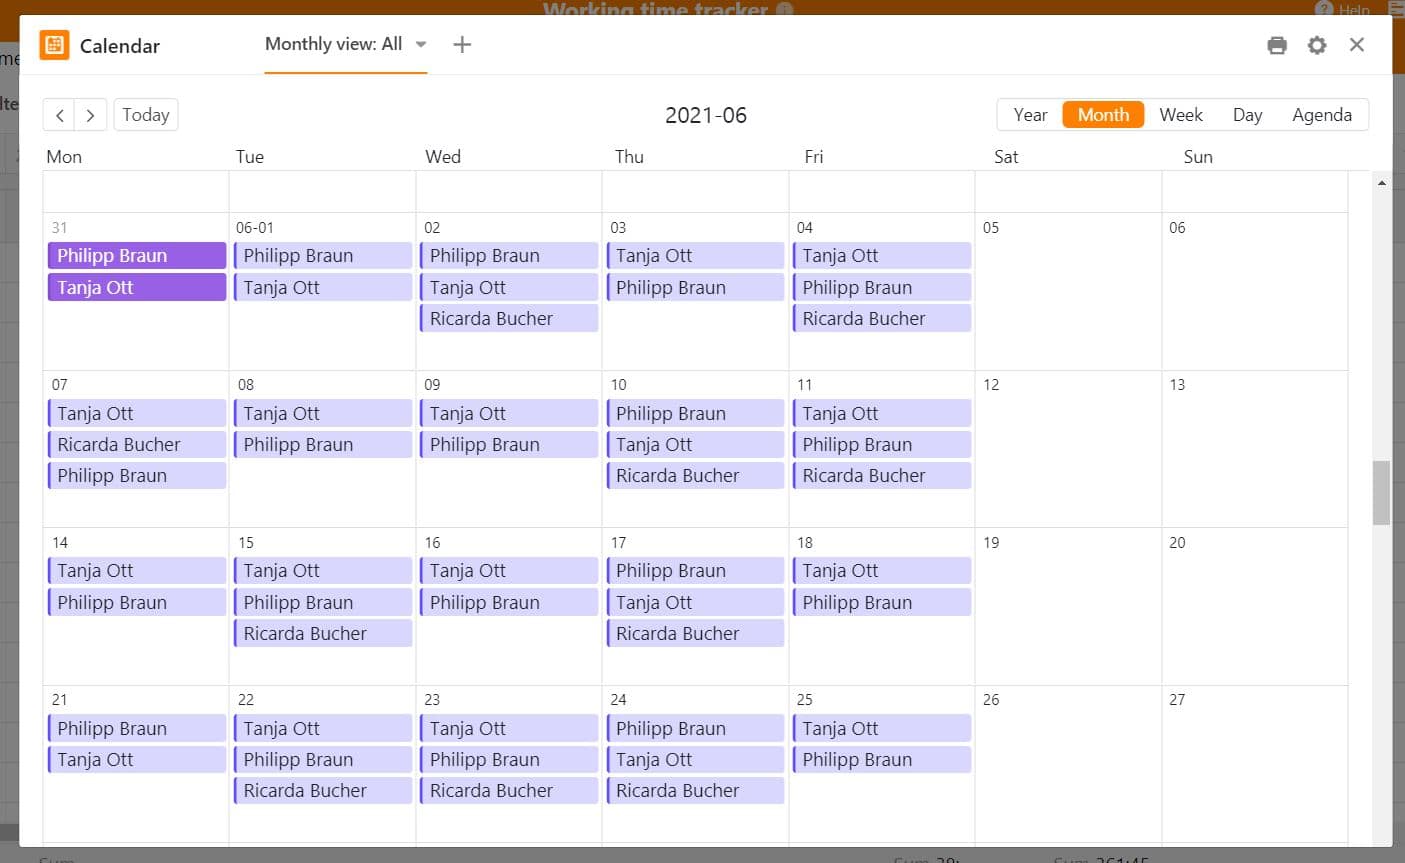 Working time tracker
Help
Calendar Monthly view: All
Today 2021-06 Year Month Week Day Agenda
Mon Tue Wed Thu Fri Sat Sun
31 06-01 02 03 04 05 06
Philipp Braun Philipp Braun Philipp Braun Tanja Ott Tanja Ott
Tanja Ott Tanja Ott Tanja Ott Philipp Braun Philipp Braun
Ricarda Bucher Ricarda Bucher
07 08 09 10 11 12 13
Tanja Ott Tanja Ott Tanja Ott Philipp Braun Tanja Ott
Ricarda Bucher Philipp Braun Philipp Braun Tanja Ott Philipp Braun
Philipp Braun Ricarda Bucher Ricarda Bucher
14 15 16 17 18 19 20
Tanja Ott Tanja Ott Tanja Ott Philipp Braun Tanja Ott
Philipp Braun Philipp Braun Philipp Braun Tanja Ott Philipp Braun
Ricarda Bucher Ricarda Bucher
21 22 23 24 25 26 27
Philipp Braun Tanja Ott Tanja Ott Philipp Braun Tanja Ott
Tanja Ott Philipp Braun Philipp Braun Tanja Ott Philipp Braun
Ricarda Bucher Ricarda Bucher Ricarda Bucher